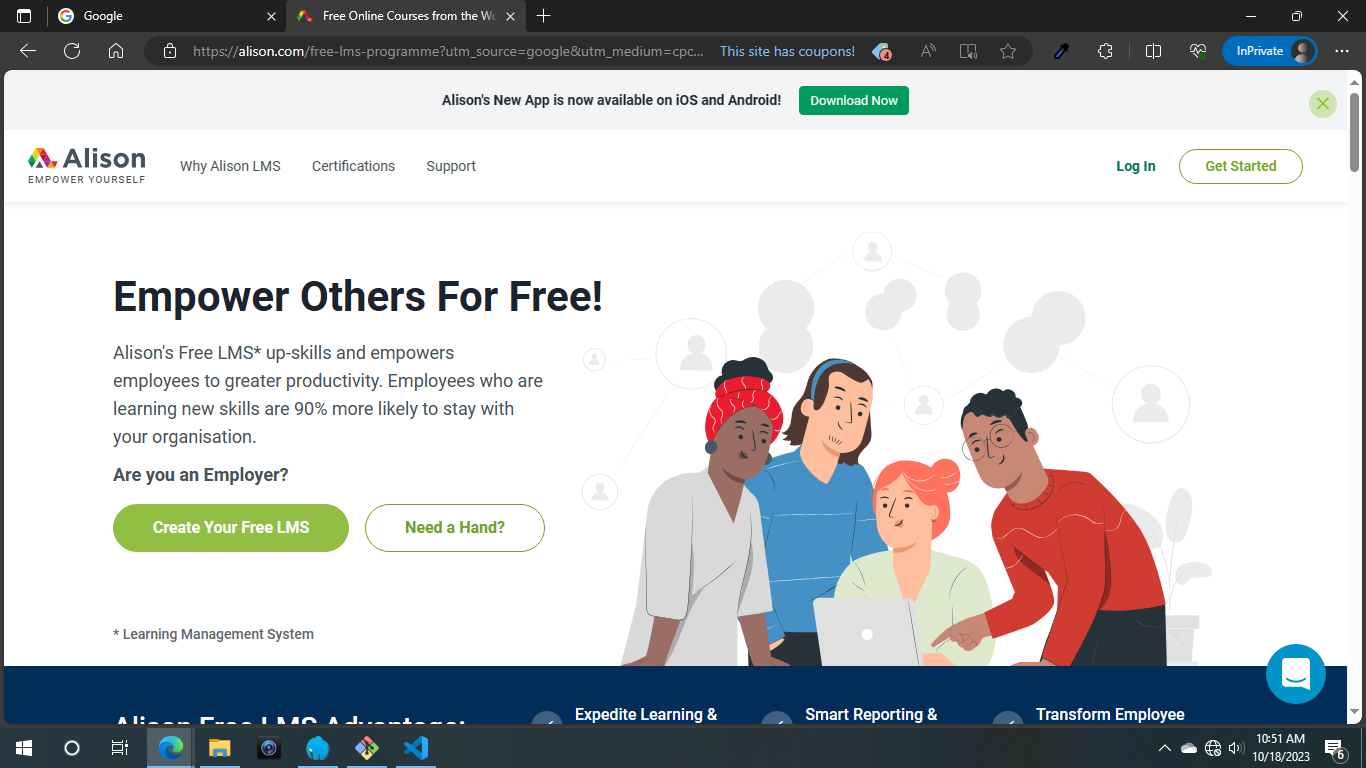 Google
Free Online Courses from the Wo
https://alison.com/free-lms-programme?utm_source=google&utm_medium=cpc...
This site has coupons!
4
InPrivate
Alison's New App is now available on iOS and Android!
Download Now
Alison
EMPOWER YOURSELF
Why Alison LMS
Certifications
Support
Log In
Get Started
Empower Others For Free!
Alison's Free LMS* up-skills and empowers
employees to greater productivity. Employees who are
learning new skills are 90% more likely to stay with
your organisation.
Are you an Employer?
Create Your Free LMS
Need a Hand?
* Learning Management System
Alison Free LMS Advantage:
Expedite Learning &
Smart Reporting &
Transform Employee
10:51 AM
10/18/2023
6